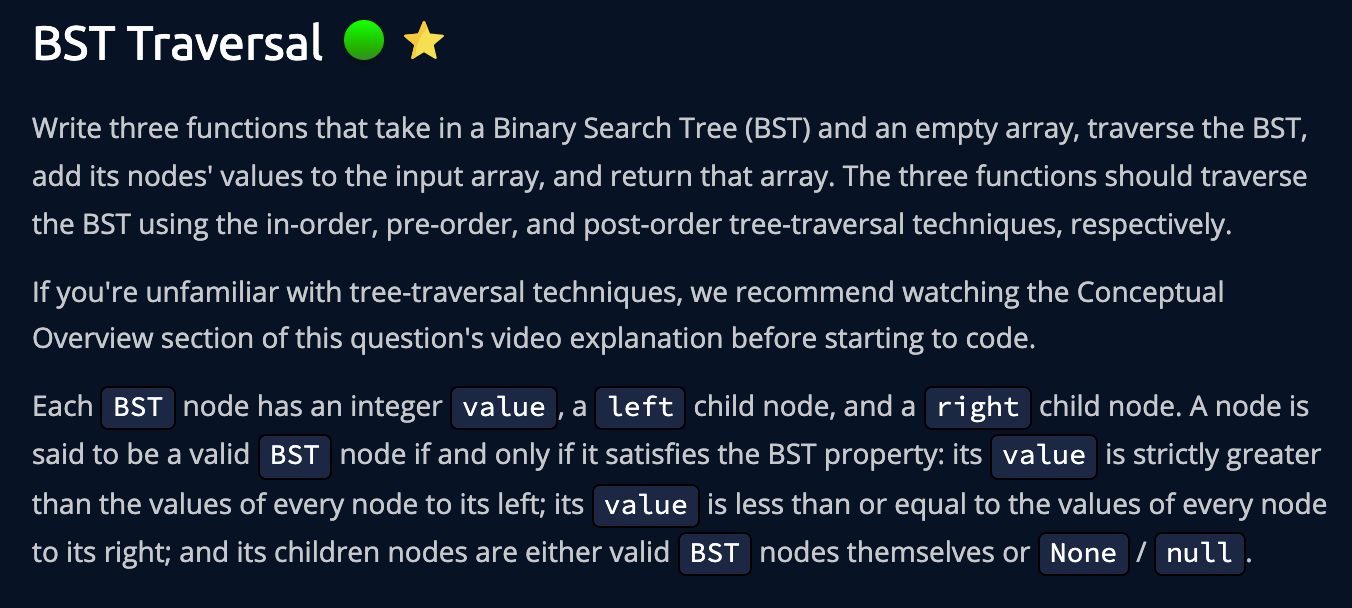 BST Traversal
Write three functions that take in a Binary Search Tree (BST) and an empty array, traverse the BST,
add its nodes' values to the input array, and return that array. The three functions should traverse
the BST using the in-order, pre-order, and post-order tree-traversal techniques, respectively.
If you're unfamiliar with tree-traversal techniques, we recommend watching the Conceptual
Overview section of this question's video explanation before starting to code.
Each BST node has an integer value, a left child node, and a right child node. A node is
said to be a valid BST node if and only if it satisfies the BST property: its value is strictly greater
than the values of every node to its left; its value is less than or equal to the values of every node
to its right; and its children nodes are either valid BST nodes themselves or None / null.